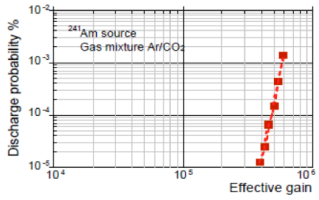 Discharge probability %
10⁻²
10⁻³
10⁻⁴
10⁻⁵
²⁴¹Am source
Gas mixture Ar/CO₂
10⁴
10⁵
10⁶
Effective gain